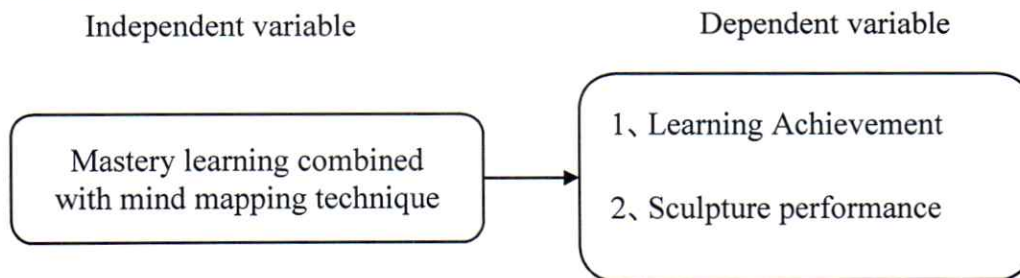 Independent variable
Dependent variable
Mastery learning combined
with mind mapping technique
1、Learning Achievement
2、Sculpture performance